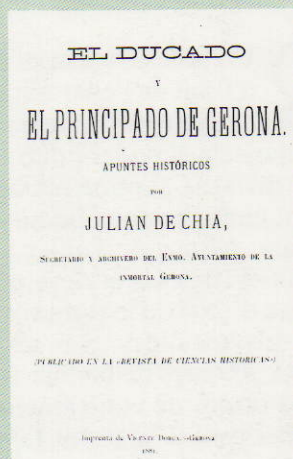 EL DUCADO
Y
EL PRINCIPADO DE GERONA.
APUNTES HISTÓRICOS
POR
JULIAN DE CHIA,
SECRETARIO Y ARCHIVERO DEL EXMO. AYUNTAMIENTO DE LA
INMORTAL GERONA.
(PUBLICADO EN LA «REVISTA DE CIENCIAS HISTORICAS»)
Imprenta de VICENTE DORCA.—GERONA